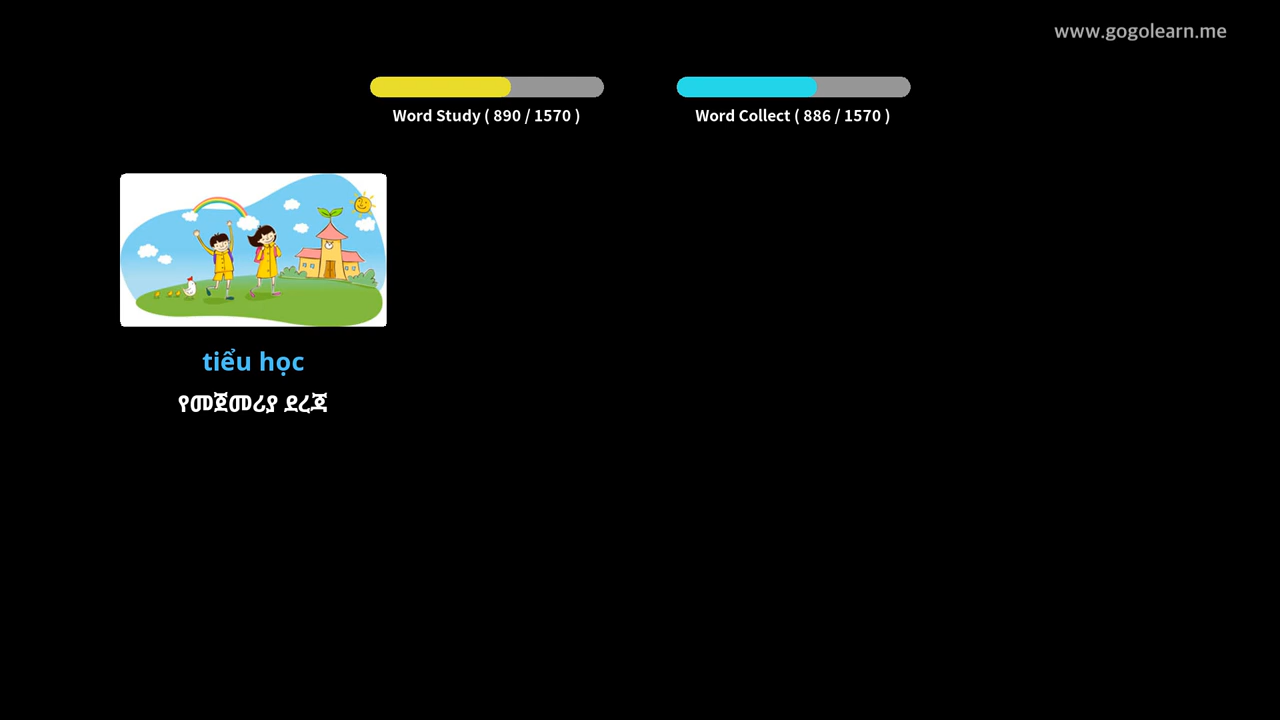 www.gogolearn.me
Word Study ( 890 / 1570 )
Word Collect ( 886 / 1570 )
tiểu học
የመጀመሪያ ደረጃ